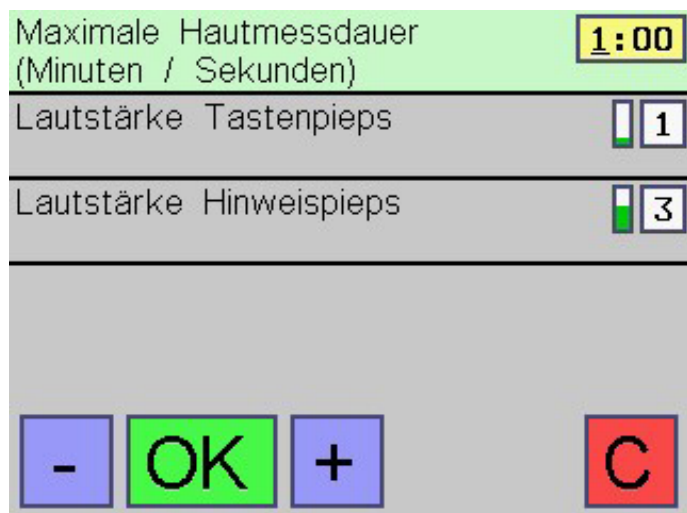 Maximale Hautmessdauer
(Minuten / Sekunden)
1:00
Lautstärke Tastenpieps
1
Lautstärke Hinweispieps
3
- OK + C